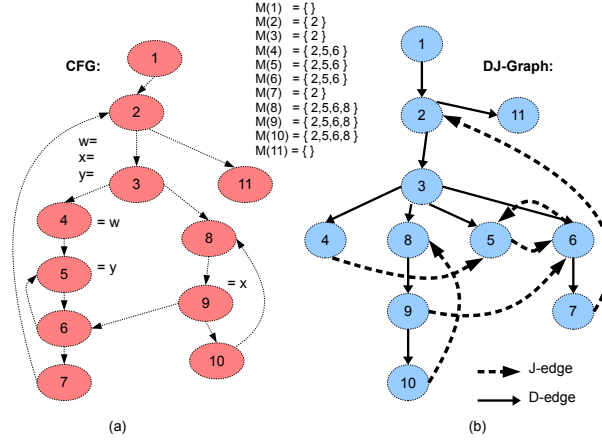 CFG:
1
2
w=
x=
y=
3
11
4
= w
8
5
= y
9
= x
6
10
7
(a)
M(1) = { }
M(2) = { 2 }
M(3) = { 2 }
M(4) = { 2,5,6 }
M(5) = { 2,5,6 }
M(6) = { 2,5,6 }
M(7) = { 2 }
M(8) = { 2,5,6,8 }
M(9) = { 2,5,6,8 }
M(10) = { 2,5,6,8 }
M(11) = { }
DJ-Graph:
1
2
11
3
4
8
5
6
9
7
10
J-edge
D-edge
(b)